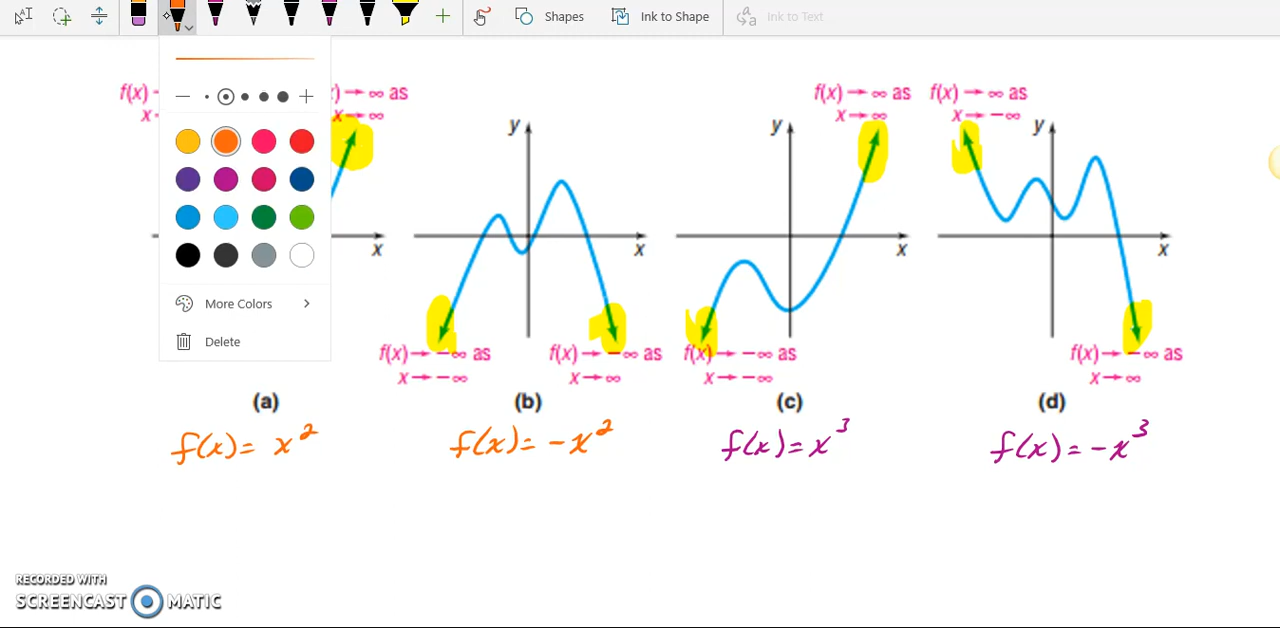 Shapes
Ink to Shape
Ink to Text
More Colors
Delete
f(x)
x
→ ∞ as
x → ∞
x
(a)
f(x) = x²
y
x
f(x) → −∞ as
x → −∞
f(x) → −∞ as
x → ∞
(b)
f(x) = -x²
f(x) → ∞ as
x → ∞
y
x
f(x) → −∞ as
x → −∞
(c)
f(x) = x³
f(x) → ∞ as
x → −∞
y
x
f(x) → −∞ as
x → ∞
(d)
f(x) = -x³
RECORDED WITH
SCREENCAST MATIC